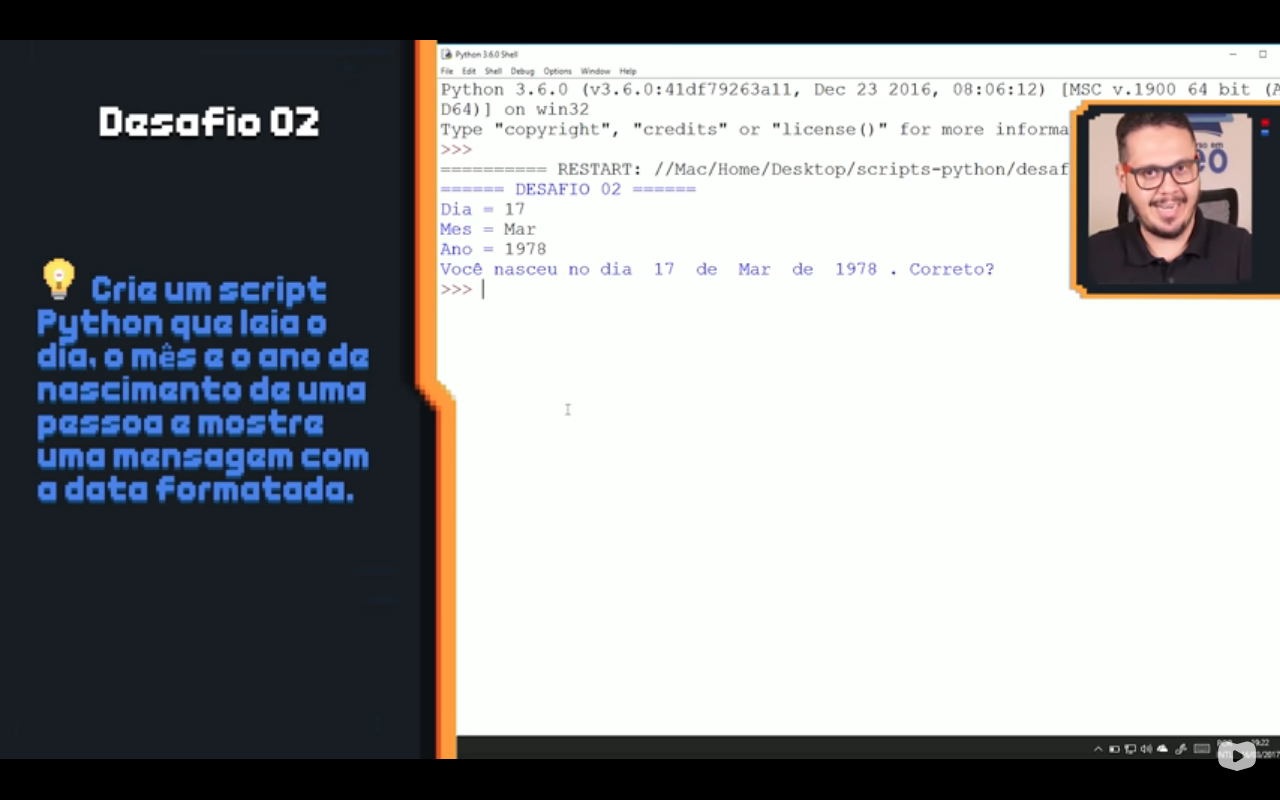 Desafio 02
Crie um script
Python que leia o
dia, o mês e o ano de
nascimento de uma
pessoa e mostre
uma mensagem com
a data formatada.
Python 3.6.0 Shell
File Edit Shell Debug Options Window Help
Python 3.6.0 (v3.6.0:41df79263a11, Dec 23 2016, 08:06:12) [MSC v.1900 64 bit (A
D64)] on win32
Type "copyright", "credits" or "license()" for more informa
>>>
========== RESTART: //Mac/Home/Desktop/scripts-python/desaf
====== DESAFIO 02 ======
Dia = 17
Mes = Mar
Ano = 1978
Você nasceu no dia 17 de Mar de 1978 . Correto?
>>>